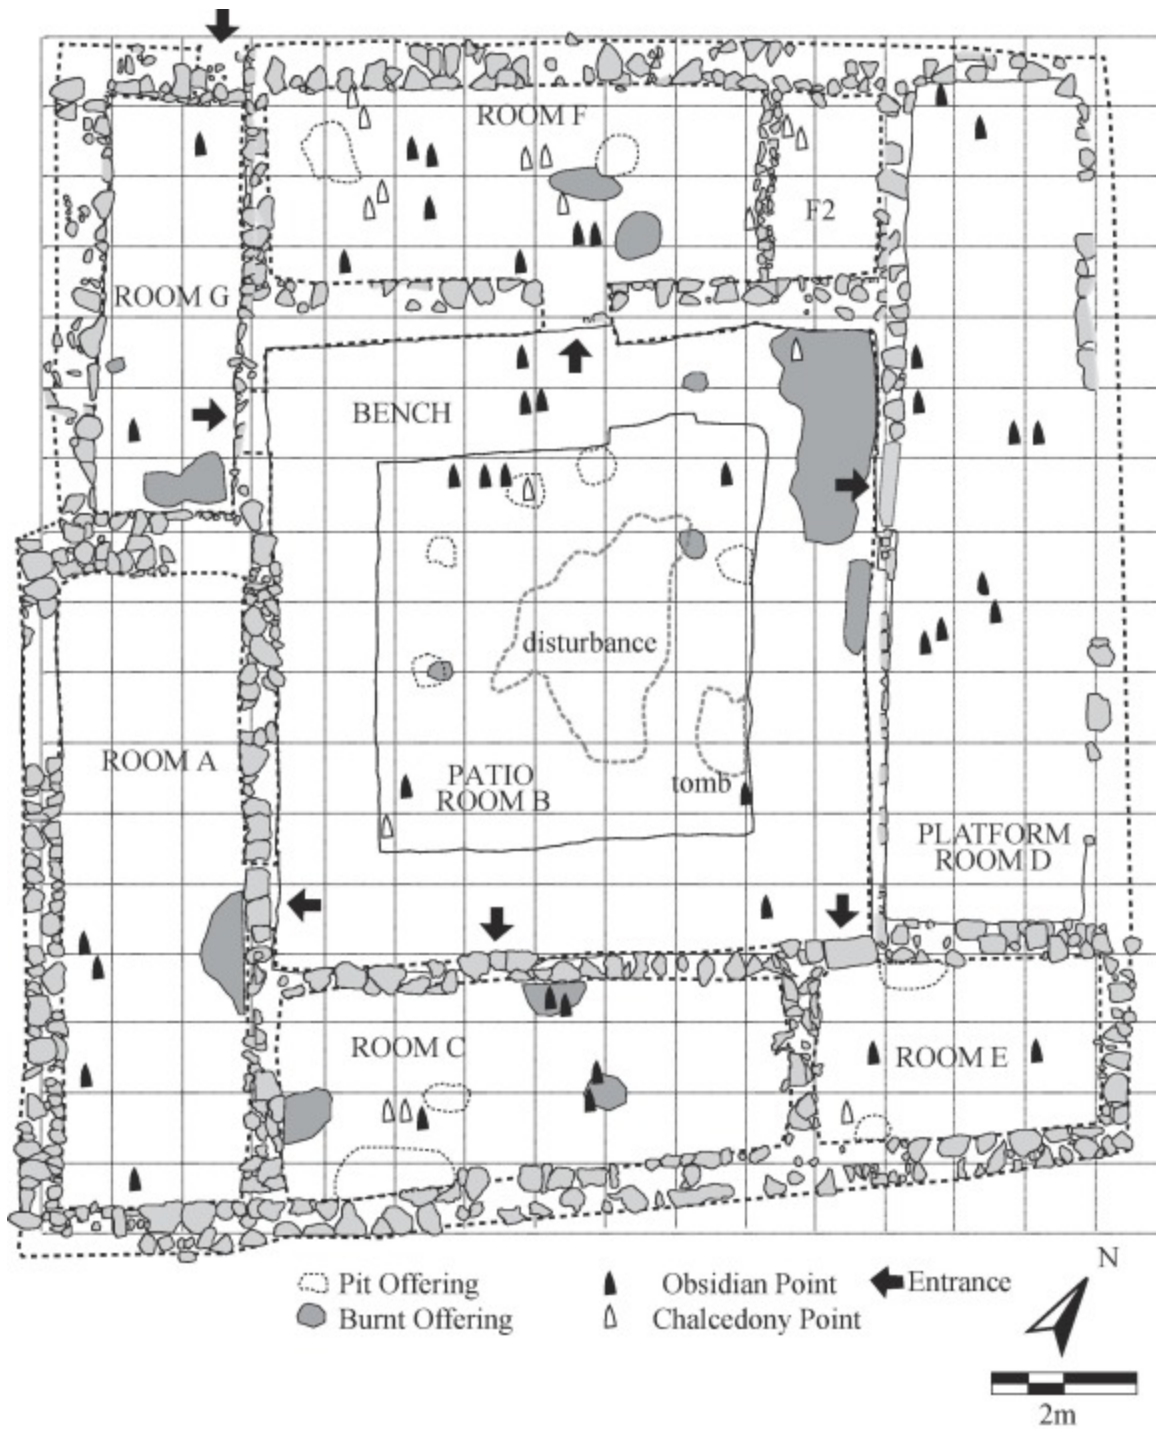 ROOM F
F2
ROOM G
BENCH
disturbance
ROOM A
PATIO
ROOM B
tomb
PLATFORM
ROOM D
ROOM C
ROOM E
Pit Offering
Obsidian Point
Entrance
Burnt Offering
Chalcedony Point
N
2m